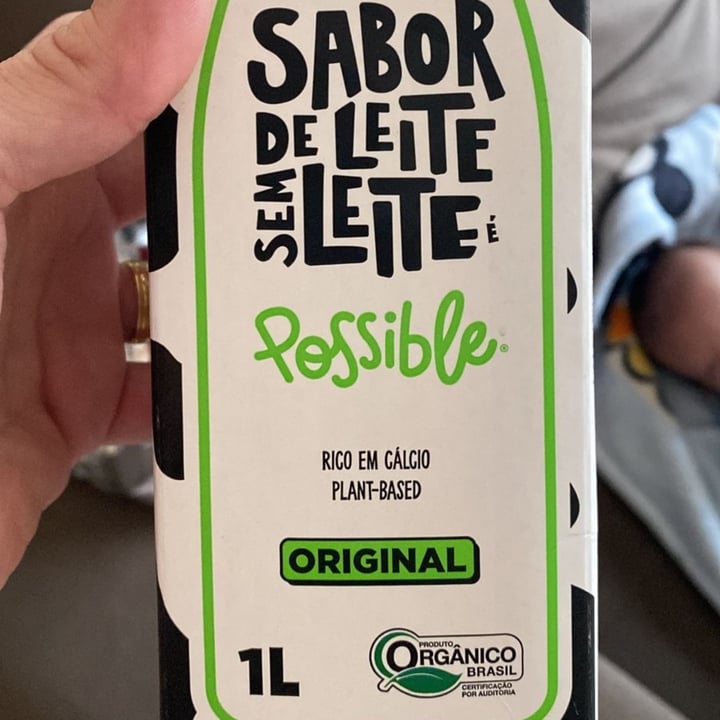 SABOR
DE LEITE
SEM LEITE É
Possible®
RICO EM CÁLCIO
PLANT-BASED
ORIGINAL
1L
PRODUTO
ORGÂNICO
BRASIL
CERTIFICAÇÃO
POR AUDITORIA